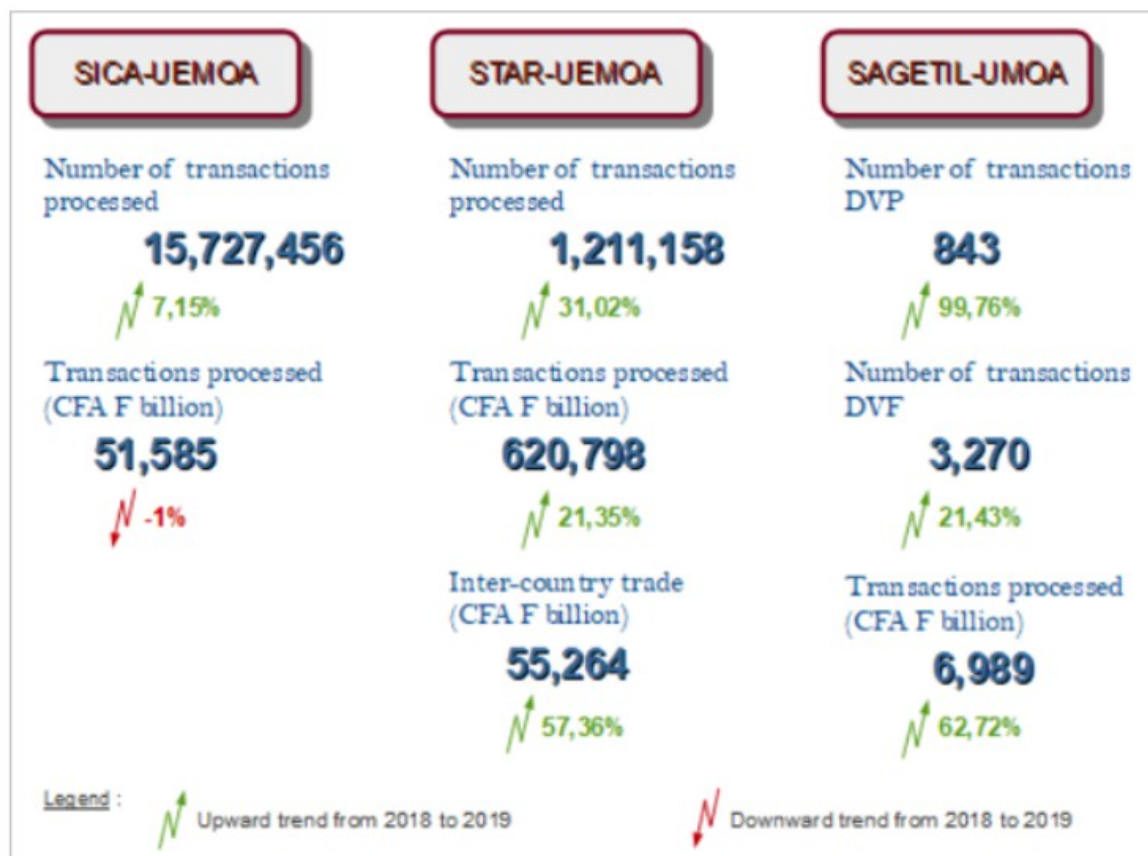 SICA-UEMOA
Number of transactions
processed
15,727,456
7,15%
Transactions processed
(CFA F billion)
51,585
-1%
STAR-UEMOA
Number of transactions
processed
1,211,158
31,02%
Transactions processed
(CFA F billion)
620,798
21,35%
Inter-country trade
(CFA F billion)
55,264
57,36%
SAGETIL-UMOA
Number of transactions
DVP
843
99,76%
Number of transactions
DVF
3,270
21,43%
Transactions processed
(CFA F billion)
6,989
62,72%
Legend :
Upward trend from 2018 to 2019
Downward trend from 2018 to 2019